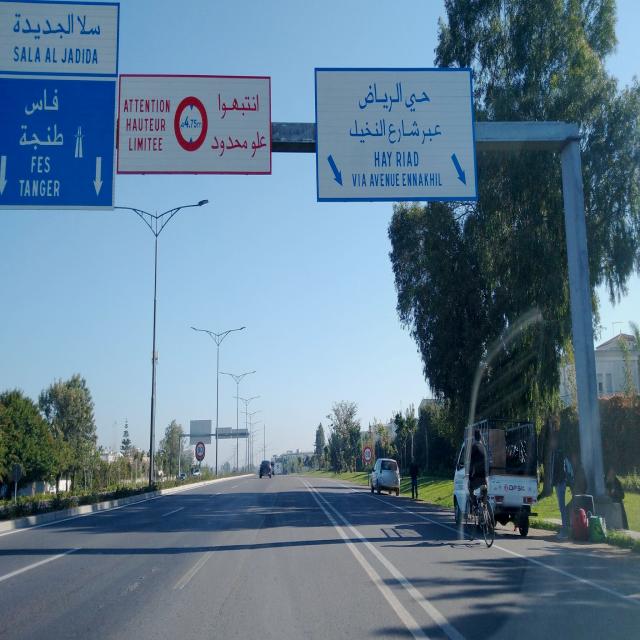 سلا الجديدة
SALA AL JADIDA
فاس
طنجة
FES
TANGER
ATTENTION
HAUTEUR
LIMITEE
4.75m
انتبهوا
علو محدود
حي الرياض
عبر شارع النخيل
HAY RIAD
VIA AVENUE ENNAKHIL